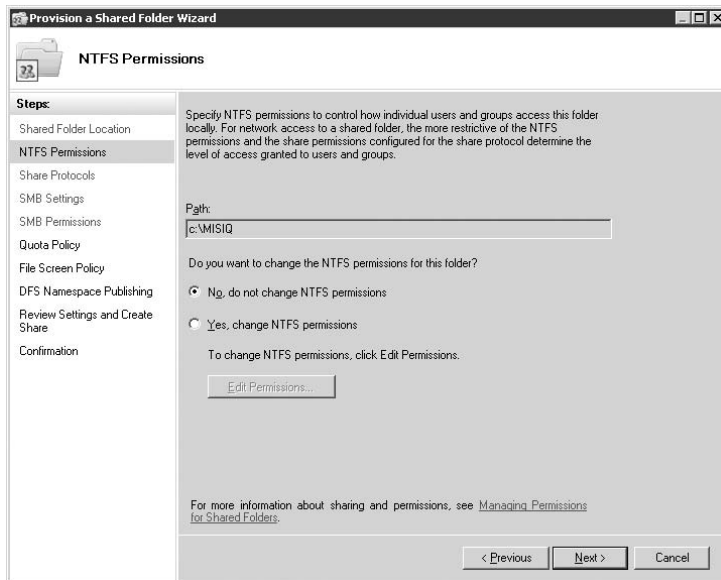 Provision a Shared Folder Wizard
NTFS Permissions
Steps:
Shared Folder Location
NTFS Permissions
Share Protocols
SMB Settings
SMB Permissions
Quota Policy
File Screen Policy
DFS Namespace Publishing
Review Settings and Create
Share
Confirmation
Specify NTFS permissions to control how individual users and groups access this folder
locally. For network access to a shared folder, the more restrictive of the NTFS
permissions and the share permissions configured for the share protocol determine the
level of access granted to users and groups.
Path:
c:\MISIQ
Do you want to change the NTFS permissions for this folder?
No, do not change NTFS permissions
Yes, change NTFS permissions
To change NTFS permissions, click Edit Permissions.
Edit Permissions...
For more information about sharing and permissions, see Managing Permissions
for Shared Folders.
< Previous
Next >
Cancel